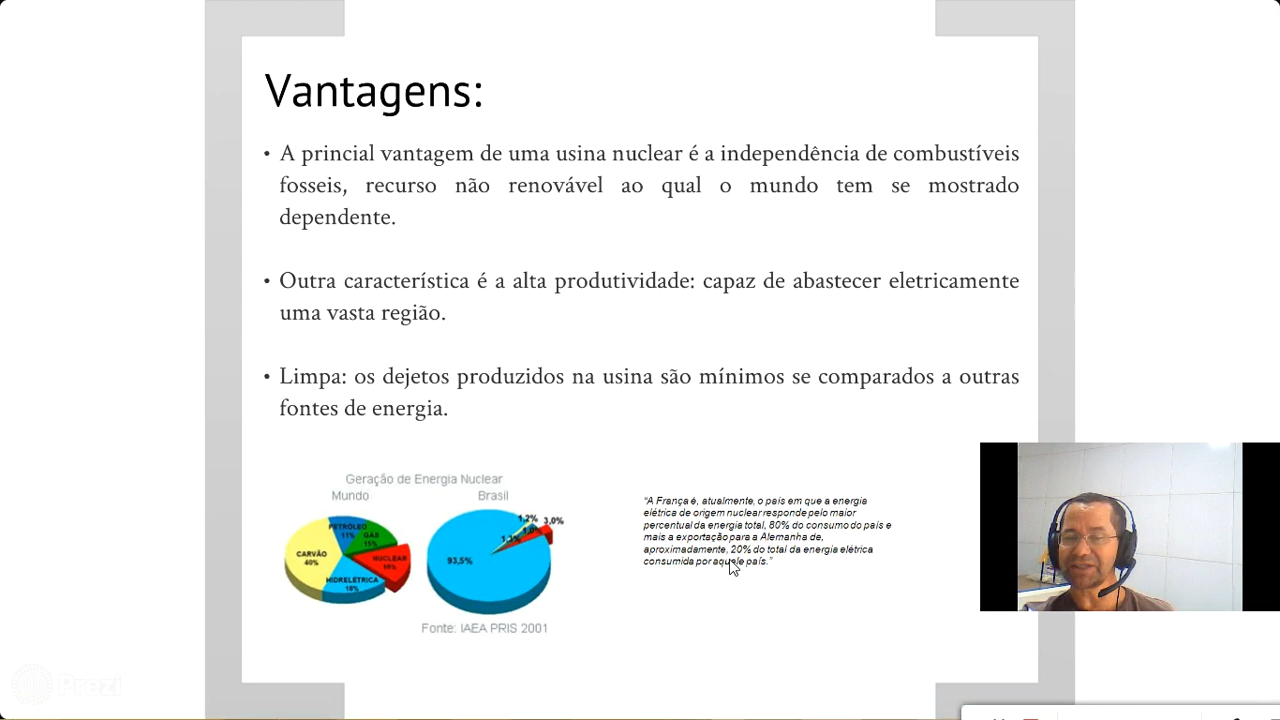 Vantagens:
• A princial vantagem de uma usina nuclear é a independência de combustíveis
fosseis, recurso não renovável ao qual o mundo tem se mostrado
dependente.
• Outra característica é a alta produtividade: capaz de abastecer eletricamente
uma vasta região.
• Limpa: os dejetos produzidos na usina são mínimos se comparados a outras
fontes de energia.
Geração de Energia Nuclear
Mundo
Brasil
PETRÓLEO
11%
GÁS
15%
CARVÃO
40%
NUCLEAR
16%
HIDRELÉTRICA
18%
1,2%
3,0%
1,0%
1,3%
93,5%
Fonte: IAEA PRIS 2001
"A França é, atualmente, o país em que a energia
elétrica de origem nuclear responde pelo maior
percentual da energia total, 80% do consumo do país e
mais a exportação para a Alemanha de,
aproximadamente, 20% do total da energia elétrica
consumida por aquele país."
Prezi